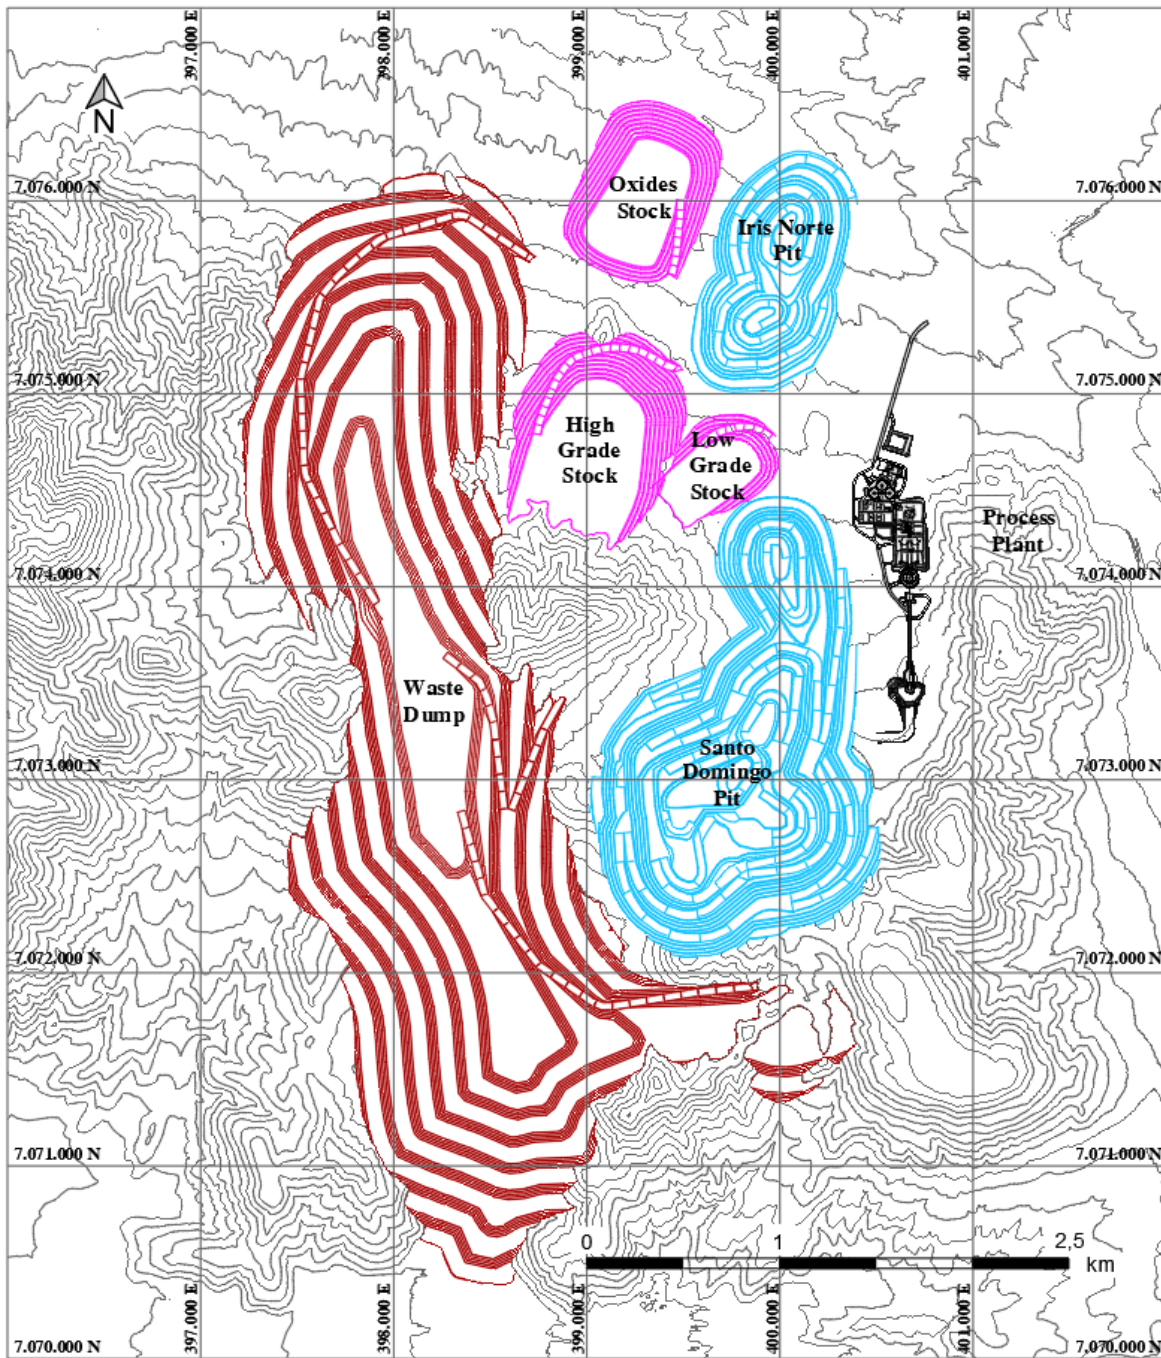 397.000 E
398.000 E
399.000 E
400.000 E
401.000 E
N
7.076.000 N
7.076.000 N
Oxides
Stock
Iris Norte
Pit
7.075.000 N
7.075.000 N
High
Grade
Stock
Low
Grade
Stock
Process
Plant
7.074.000 N
7.074.000 N
Waste
Dump
Santo
Domingo
Pit
7.073.000 N
7.073.000 N
7.072.000 N
7.072.000 N
7.071.000 N
7.071.000 N
0 1 2,5
km
397.000 E
398.000 E
399.000 E
400.000 E
401.000 E
7.070.000 N
7.070.000 N